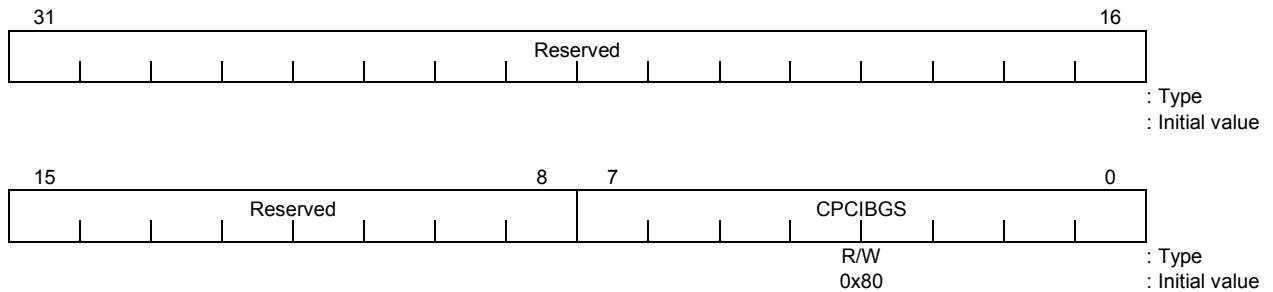 31 16
Reserved
: Type
: Initial value
15 8 7 0
Reserved CPCIBGS
R/W : Type
0x80 : Initial value